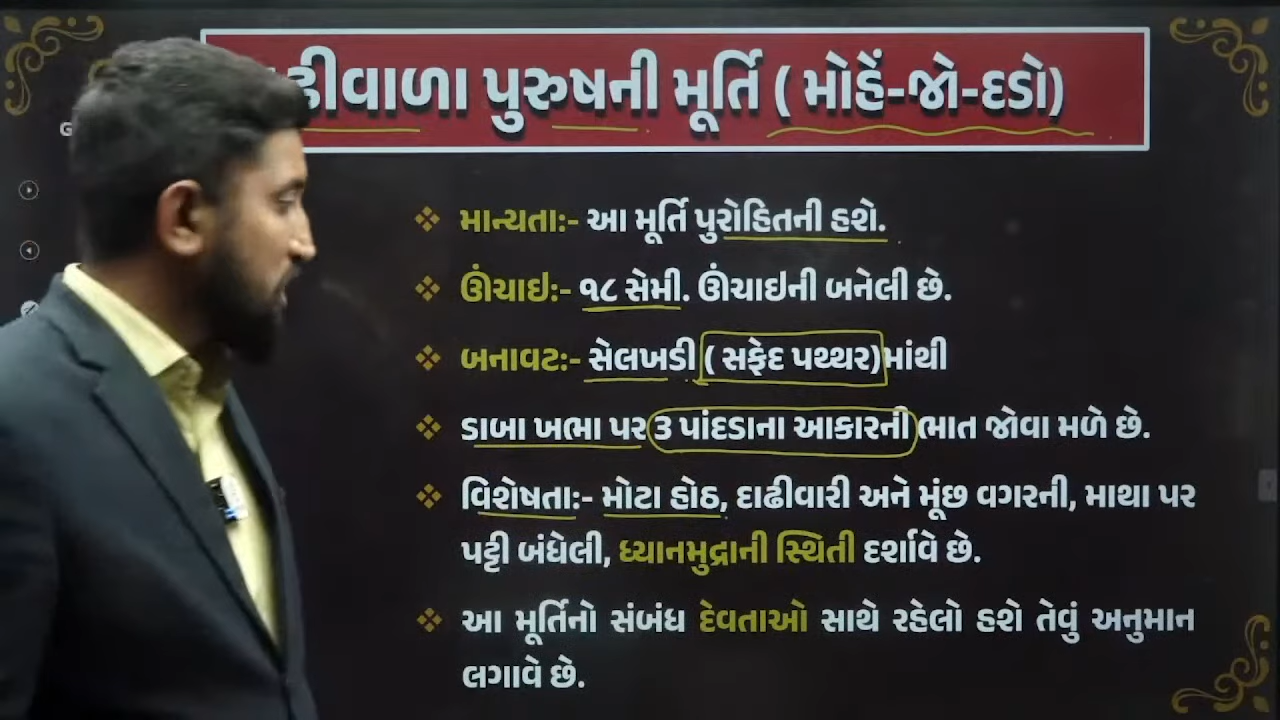 પુરુષની મૂર્તિ ( મોહેં-જો-દડો)
માન્યતા:- આ મૂર્તિ પુરોહિતની હશે.
ઊંચાઇ:- ૧૮ સેમી. ઊંચાઇની બનેલી છે.
બનાવટ:- સેલખડી ( સફેદ પથ્થર)માંથી
ડાબા ખભા પર ૩ પાંદડાના આકારની ભાત જોવા મળે છે.
વિશેષતા:- મોટા હોઠ, દાઢીવારી અને મૂંછ વગરની, માથા પર
પટ્ટી બંધેલી, ધ્યાનમુદ્રાની સ્થિતી દર્શાવે છે.
આ મૂર્તિનો સંબંધ દેવતાઓ સાથે રહેલો હશે તેવું અનુમાન
લગાવે છે.